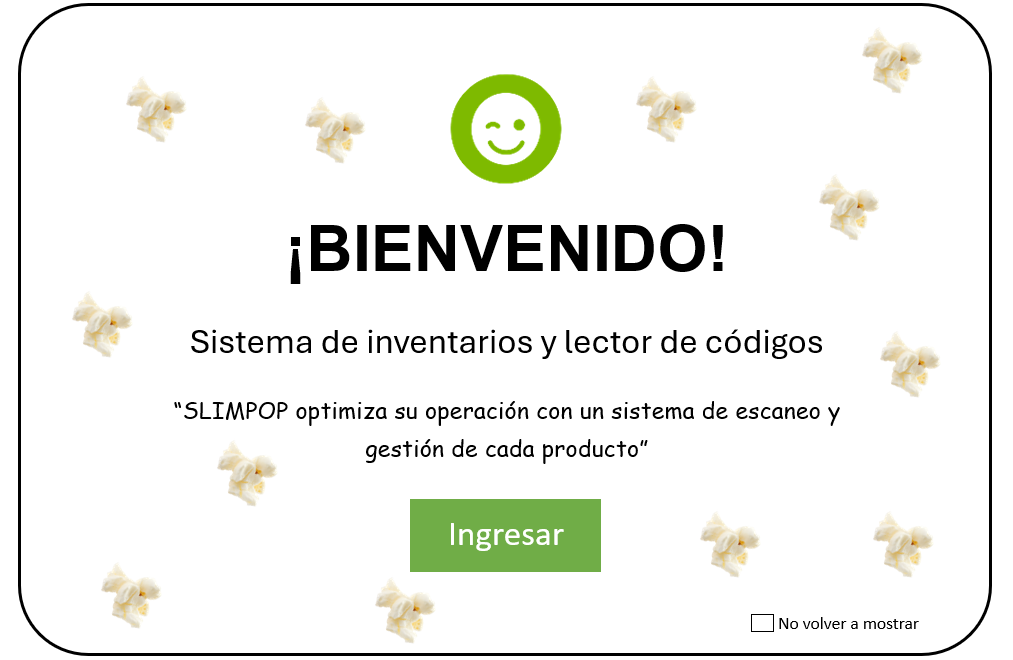 ¡BIENVENIDO!
Sistema de inventarios y lector de códigos
“SLIMPOP optimiza su operación con un sistema de escaneo y
gestión de cada producto”
Ingresar
No volver a mostrar